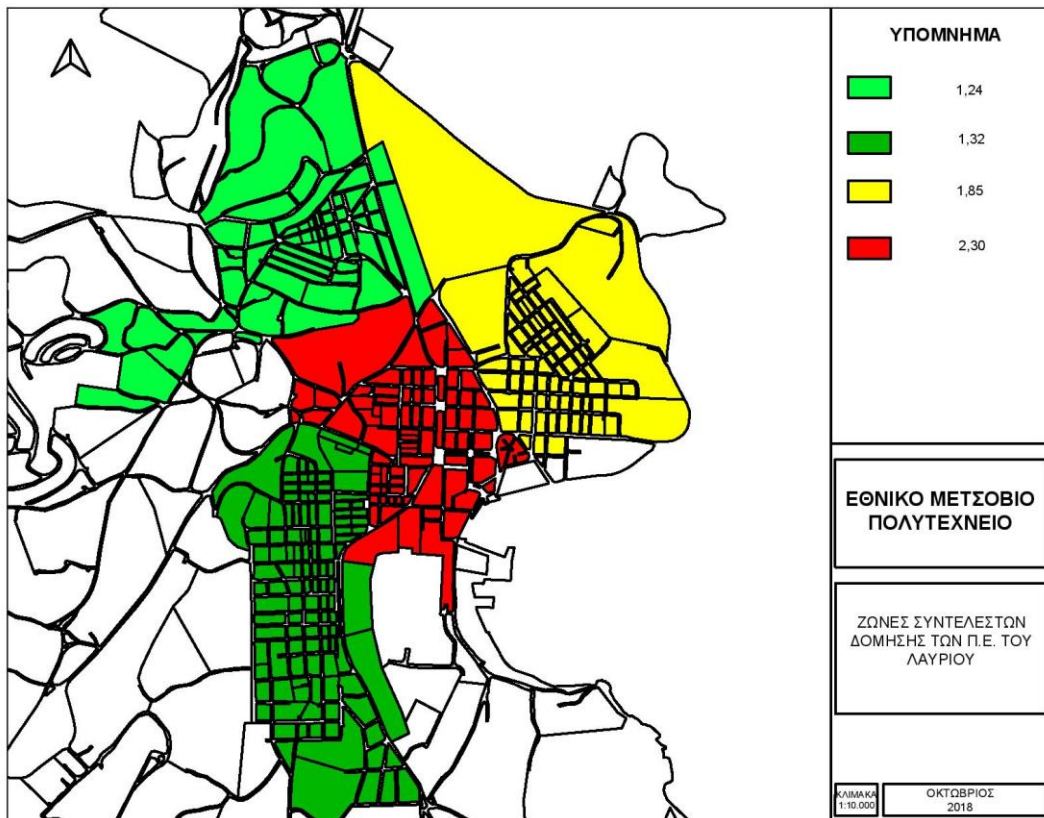 ΥΠΟΜΝΗΜΑ
1,24
1,32
1,85
2,30
ΕΘΝΙΚΟ ΜΕΤΣΟΒΙΟ
ΠΟΛΥΤΕΧΝΕΙΟ
ΖΩΝΕΣ ΣΥΝΤΕΛΕΣΤΩΝ
ΔΟΜΗΣΗΣ ΤΩΝ Π.Ε. ΤΟΥ
ΛΑΥΡΙΟΥ
ΚΛΙΜΑΚΑ
1:10.000
ΟΚΤΩΒΡΙΟΣ
2018